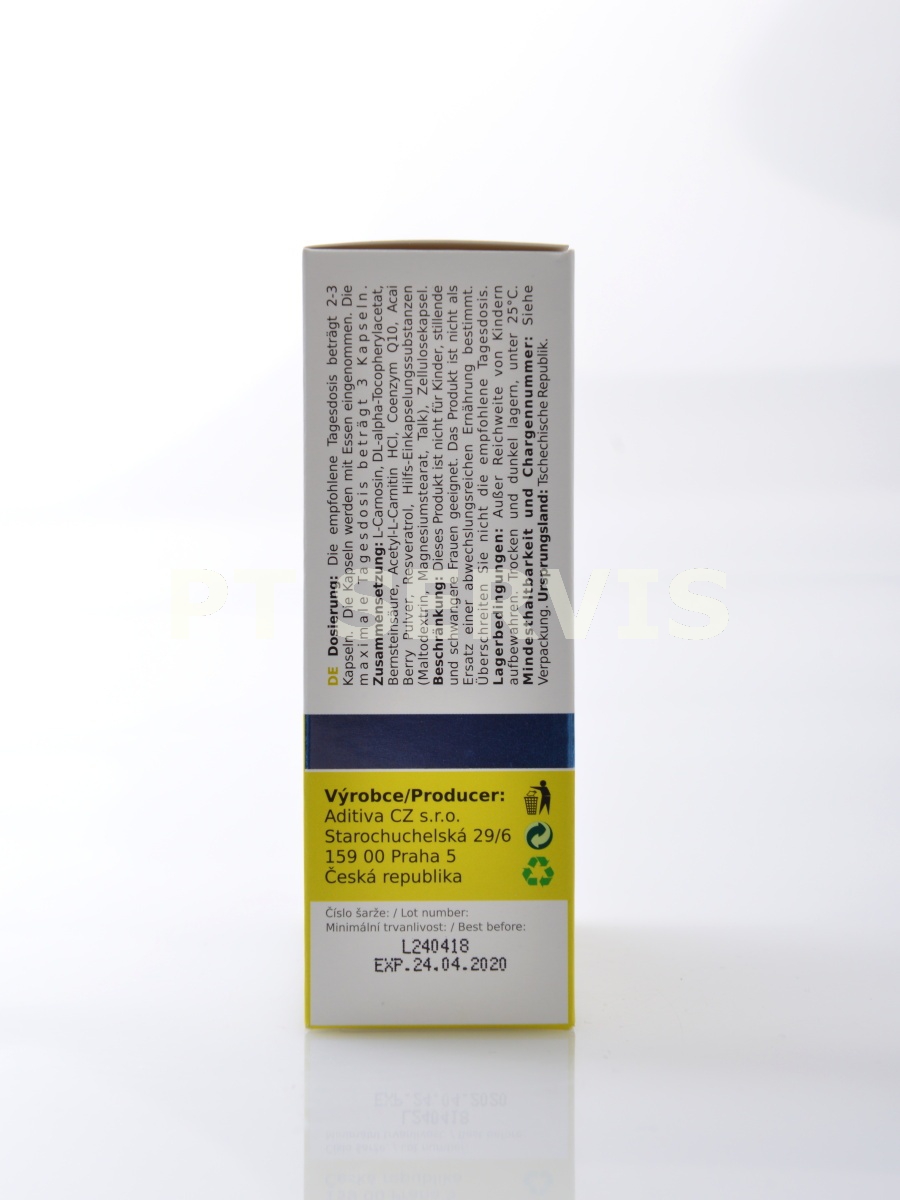 DE Dosierung: Die empfohlene Tagesdosis beträgt 2-3
Kapseln. Die Kapseln werden mit Essen eingenommen. Die
maximale Tagesdosis beträgt 3 Kapseln.
Zusammensetzung: L-Carnosin, DL-alpha-Tocopherylacetat,
Bernsteinsäure, Acetyl-L-Carnitin HCl, Coenzym Q10, Acai
Berry Pulver, Resveratrol, Hilfs-Einkapselungssubstanzen
(Maltodextrin, Magnesiumstearat, Talk), Zellulosekapsel.
Beschränkung: Dieses Produkt ist nicht für Kinder, stillende
und schwangere Frauen geeignet. Das Produkt ist nicht als
Ersatz einer abwechslungsreichen Ernährung bestimmt.
Überschreiten Sie nicht die empfohlene Tagesdosis.
Lagerbedingungen: Außer Reichweite von Kindern
aufbewahren. Trocken und dunkel lagern, unter 25°C.
Mindesthaltbarkeit und Chargennummer: Siehe
Verpackung. Ursprungsland: Tschechische Republik.
PT SERVIS
Výrobce/Producer:
Aditiva CZ s.r.o.
Starochuchelská 29/6
159 00 Praha 5
Česká republika
Číslo šarže: / Lot number:
Minimální trvanlivost: / Best before:
L240418
EXP.24.04.2020